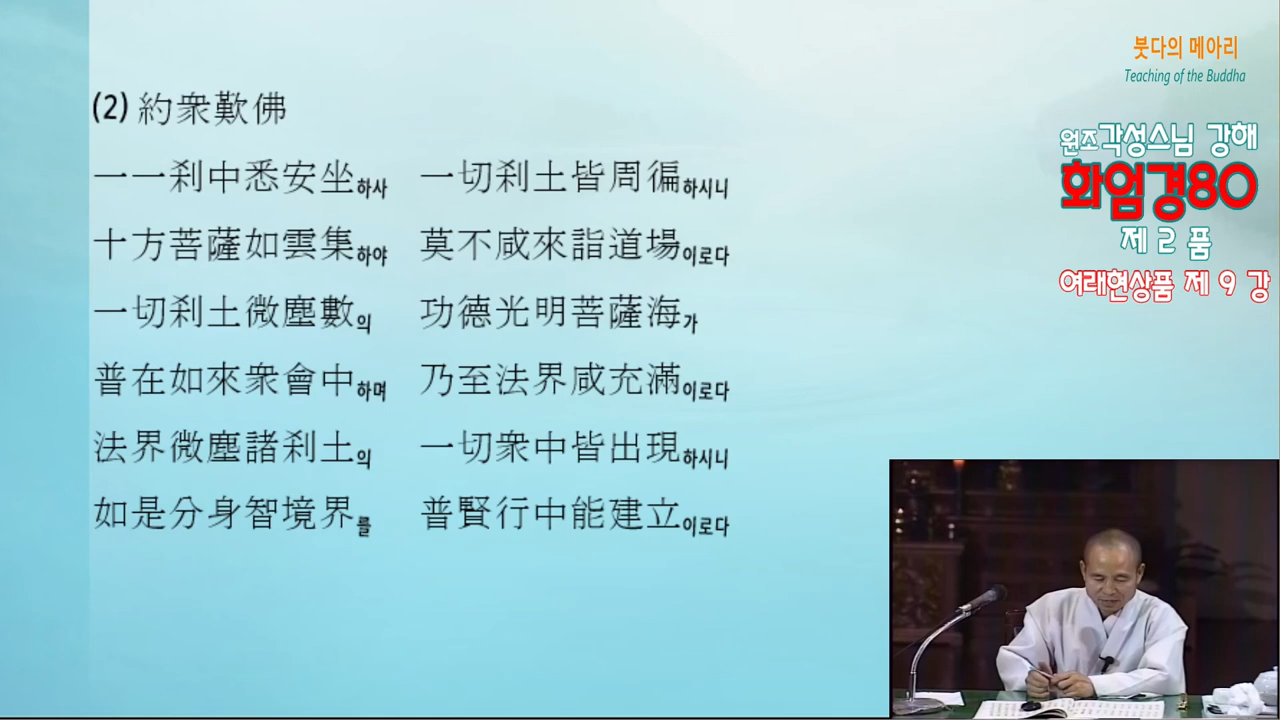 (2) 約衆歎佛
一一刹中悉安坐하사 一切刹土皆周徧하시니
十方菩薩如雲集하야 莫不咸來詣道場이로다
一切刹土微塵數의 功德光明菩薩海가
普在如來衆會中하며 乃至法界咸充滿이로다
法界微塵諸刹土의 一切衆中皆出現하시니
如是分身智境界를 普賢行中能建立이로다
붓다의 메아리
Teaching of the Buddha
원조각성스님 강해
화엄경80
제 2 품
여래현상품 제 9 강